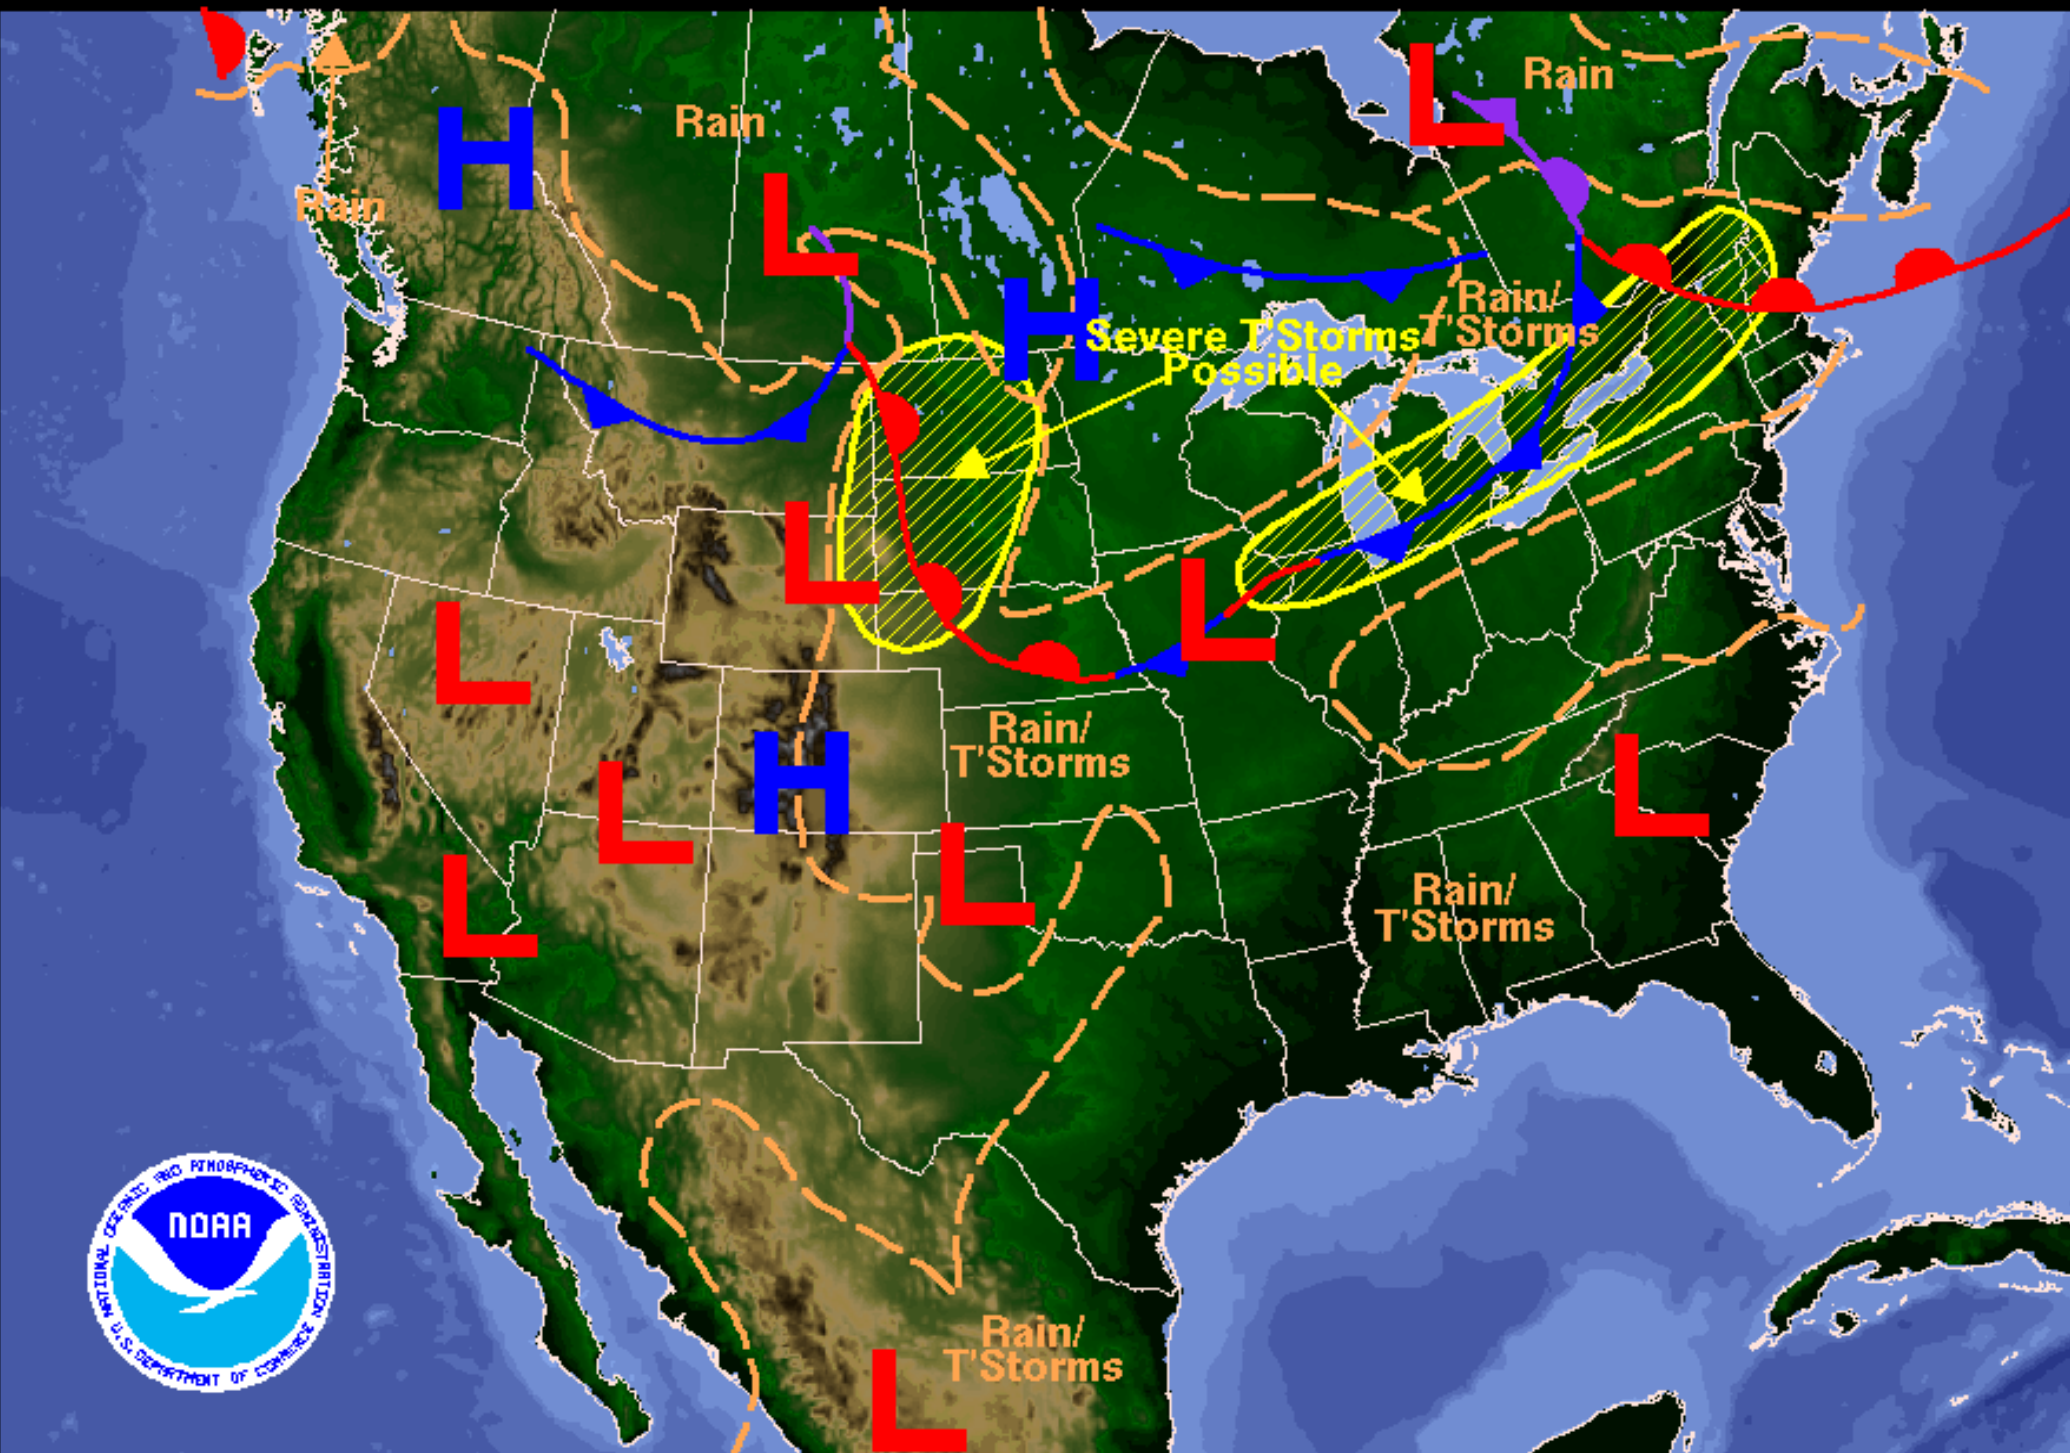 H
Rain
L
Rain
L
Rain
H
Severe T'Storms
Possible
Rain/
T'Storms
L
L
L
Rain/
T'Storms
H
L
L
L
L
L
Rain/
T'Storms
NOAA
NATIONAL OCEANIC AND ATMOSPHERIC ADMINISTRATION
U.S. DEPARTMENT OF COMMERCE
Rain/
T'Storms
L